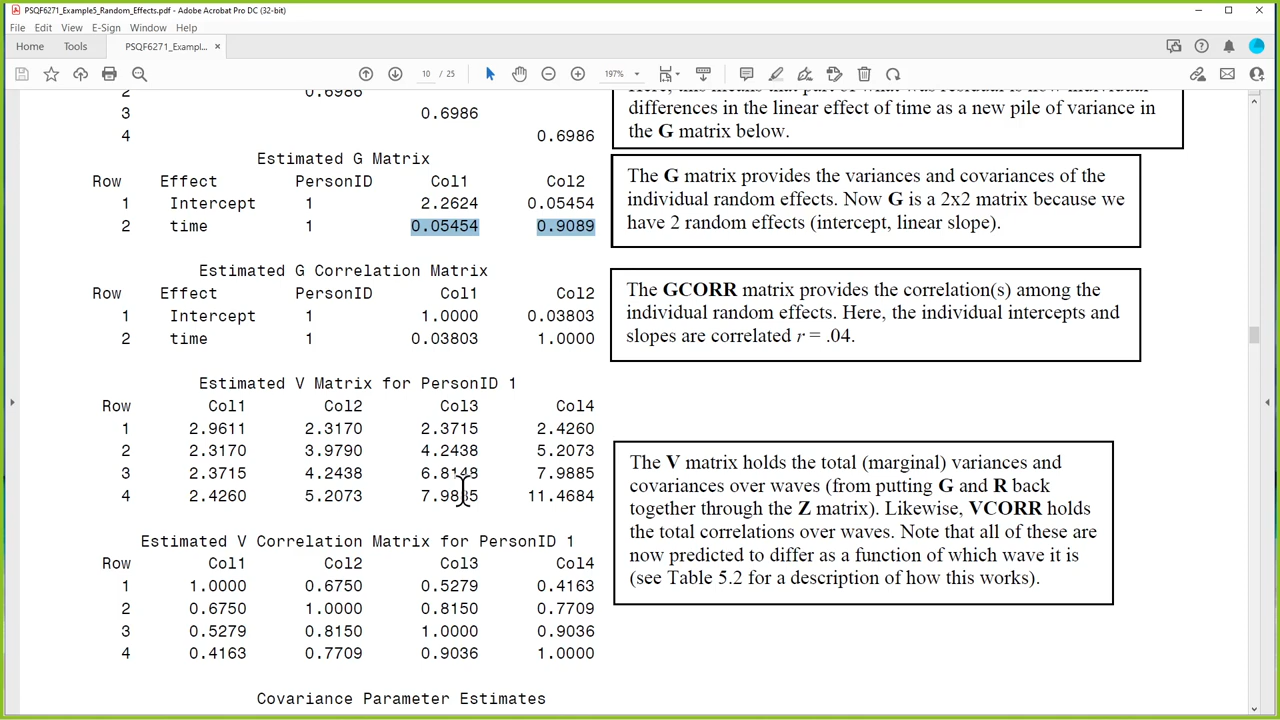 PSQF6271_Example5_Random_Effects.pdf - Adobe Acrobat Pro DC (32-bit)
File Edit View E-Sign Window Help
Home Tools PSQF6271_Exampl... ×
10 / 25 197%
2 0.6986
3 0.6986
4 0.6986
differences in the linear effect of time as a new pile of variance in
the G matrix below.
Estimated G Matrix
Row Effect PersonID Col1 Col2
1 Intercept 1 2.2624 0.05454
2 time 1 0.05454 0.9089
The G matrix provides the variances and covariances of the
individual random effects. Now G is a 2x2 matrix because we
have 2 random effects (intercept, linear slope).
Estimated G Correlation Matrix
Row Effect PersonID Col1 Col2
1 Intercept 1 1.0000 0.03803
2 time 1 0.03803 1.0000
The GCORR matrix provides the correlation(s) among the
individual random effects. Here, the individual intercepts and
slopes are correlated r = .04.
Estimated V Matrix for PersonID 1
Row Col1 Col2 Col3 Col4
1 2.9611 2.3170 2.3715 2.4260
2 2.3170 3.9790 4.2438 5.2073
3 2.3715 4.2438 6.8148 7.9885
4 2.4260 5.2073 7.9885 11.4684
The V matrix holds the total (marginal) variances and
covariances over waves (from putting G and R back
together through the Z matrix). Likewise, VCORR holds
the total correlations over waves. Note that all of these are
now predicted to differ as a function of which wave it is
(see Table 5.2 for a description of how this works).
Estimated V Correlation Matrix for PersonID 1
Row Col1 Col2 Col3 Col4
1 1.0000 0.6750 0.5279 0.4163
2 0.6750 1.0000 0.8150 0.7709
3 0.5279 0.8150 1.0000 0.9036
4 0.4163 0.7709 0.9036 1.0000
Covariance Parameter Estimates